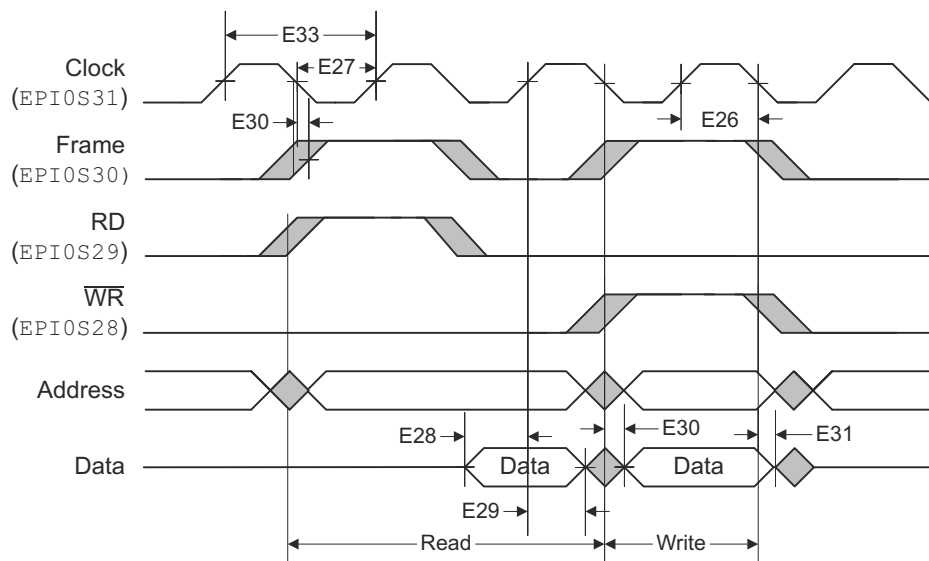 E33
Clock
(EPI0S31)
E27
E30
E26
Frame
(EPI0S30)
RD
(EPI0S29)
WR
(EPI0S28)
Address
E28
E30
E31
Data
Data
Data
E29
Read
Write